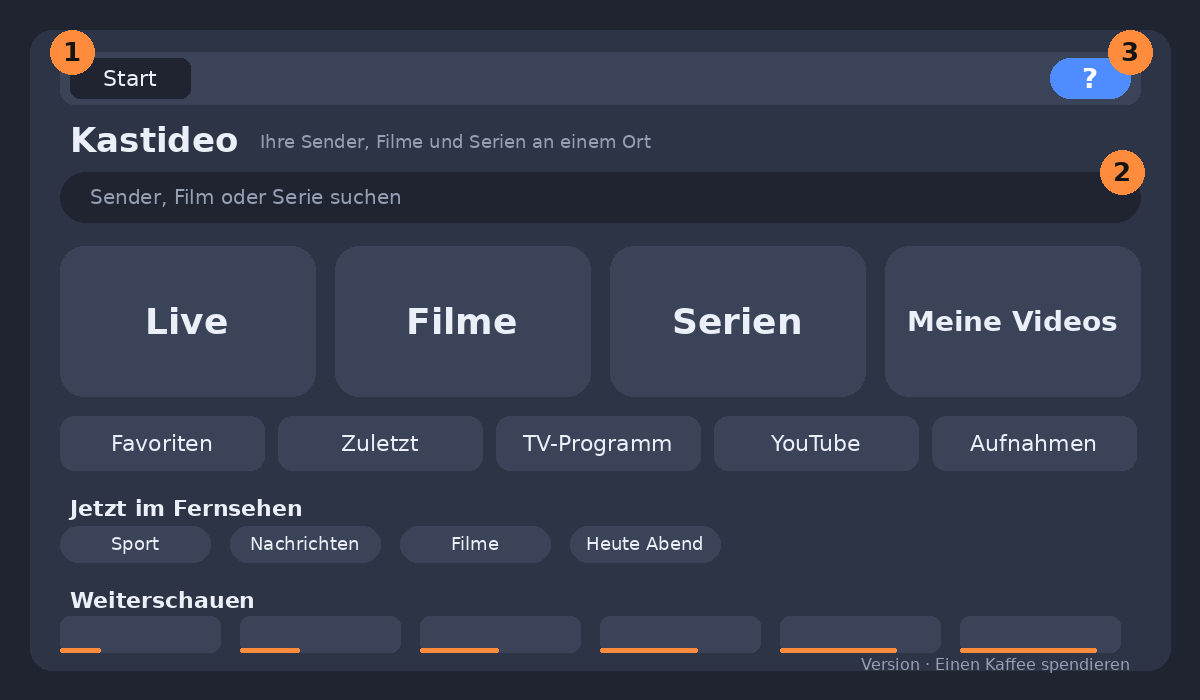 1
3
Start
?
Kastideo Ihre Sender, Filme und Serien an einem Ort
2
Sender, Film oder Serie suchen
Live Filme Serien Meine Videos
Favoriten Zuletzt TV-Programm YouTube Aufnahmen
Jetzt im Fernsehen
Sport Nachrichten Filme Heute Abend
Weiterschauen
Version · Einen Kaffee spendieren